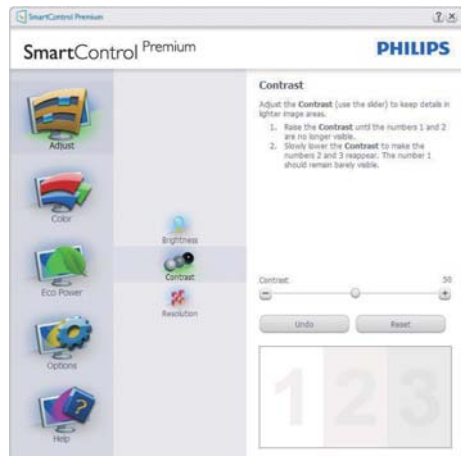 SmartControl Premium
SmartControl Premium
PHILIPS
Adjust
Color
Eco Power
Options
Help
Brightness
Contrast
Resolution
Contrast
Adjust the Contrast (use the slider) to keep details in
lighter image areas.
1. Raise the Contrast until the numbers 1 and 2
are no longer visible.
2. Slowly lower the Contrast to make the
numbers 2 and 3 reappear. The number 1
should remain barely visible.
Contrast 50
Undo Reset
1 2 3